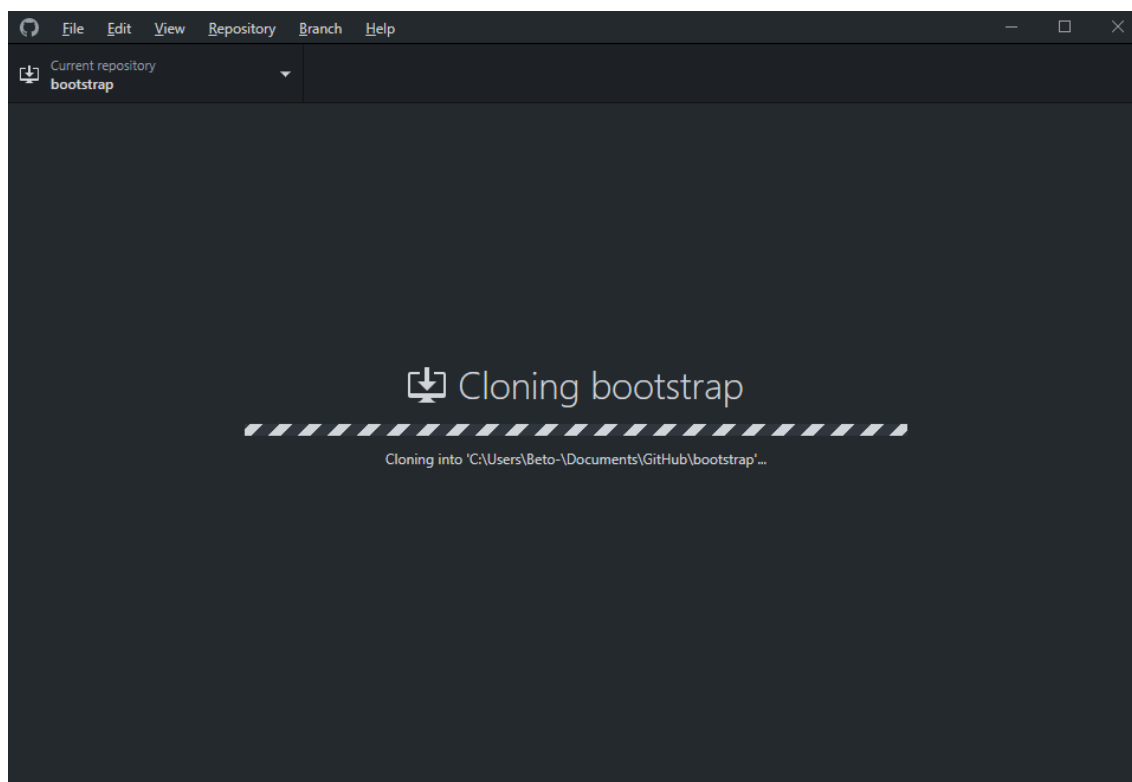 File Edit View Repository Branch Help
Current repository
bootstrap
Cloning bootstrap
Cloning into 'C:\Users\Beto-\Documents\GitHub\bootstrap'...